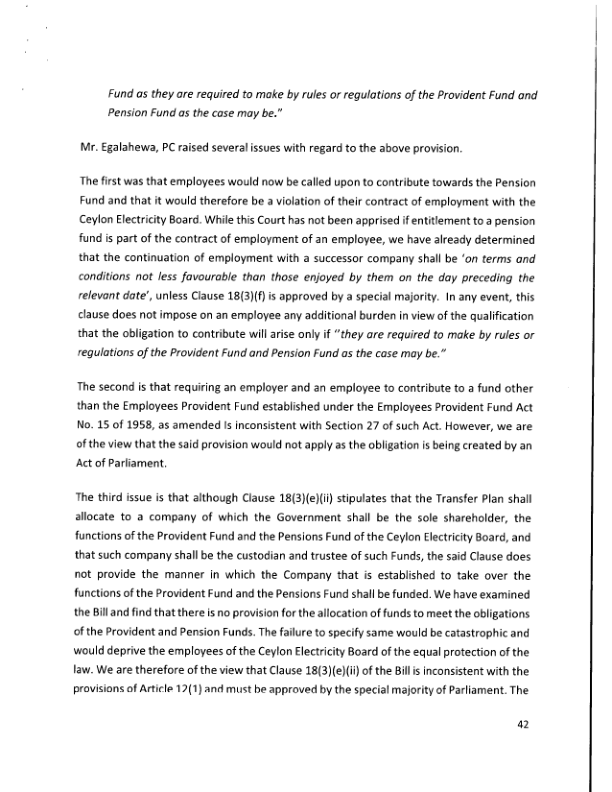 Fund as they are required to make by rules or regulations of the Provident Fund and
Pension Fund as the case may be."
Mr. Egalahewa, PC raised several issues with regard to the above provision.
The first was that employees would now be called upon to contribute towards the Pension
Fund and that it would therefore be a violation of their contract of employment with the
Ceylon Electricity Board. While this Court has not been apprised if entitlement to a pension
fund is part of the contract of employment of an employee, we have already determined
that the continuation of employment with a successor company shall be 'on terms and
conditions not less favourable than those enjoyed by them on the day preceding the
relevant date', unless Clause 18(3)(f) is approved by a special majority. In any event, this
clause does not impose on an employee any additional burden in view of the qualification
that the obligation to contribute will arise only if "they are required to make by rules or
regulations of the Provident Fund and Pension Fund as the case may be."
The second is that requiring an employer and an employee to contribute to a fund other
than the Employees Provident Fund established under the Employees Provident Fund Act
No. 15 of 1958, as amended Is inconsistent with Section 27 of such Act. However, we are
of the view that the said provision would not apply as the obligation is being created by an
Act of Parliament.
The third issue is that although Clause 18(3)(e)(ii) stipulates that the Transfer Plan shall
allocate to a company of which the Government shall be the sole shareholder, the
functions of the Provident Fund and the Pensions Fund of the Ceylon Electricity Board, and
that such company shall be the custodian and trustee of such Funds, the said Clause does
not provide the manner in which the Company that is established to take over the
functions of the Provident Fund and the Pensions Fund shall be funded. We have examined
the Bill and find that there is no provision for the allocation of funds to meet the obligations
of the Provident and Pension Funds. The failure to specify same would be catastrophic and
would deprive the employees of the Ceylon Electricity Board of the equal protection of the
law. We are therefore of the view that Clause 18(3)(e)(ii) of the Bill is inconsistent with the
provisions of Article 12(1) and must be approved by the special majority of Parliament. The
42